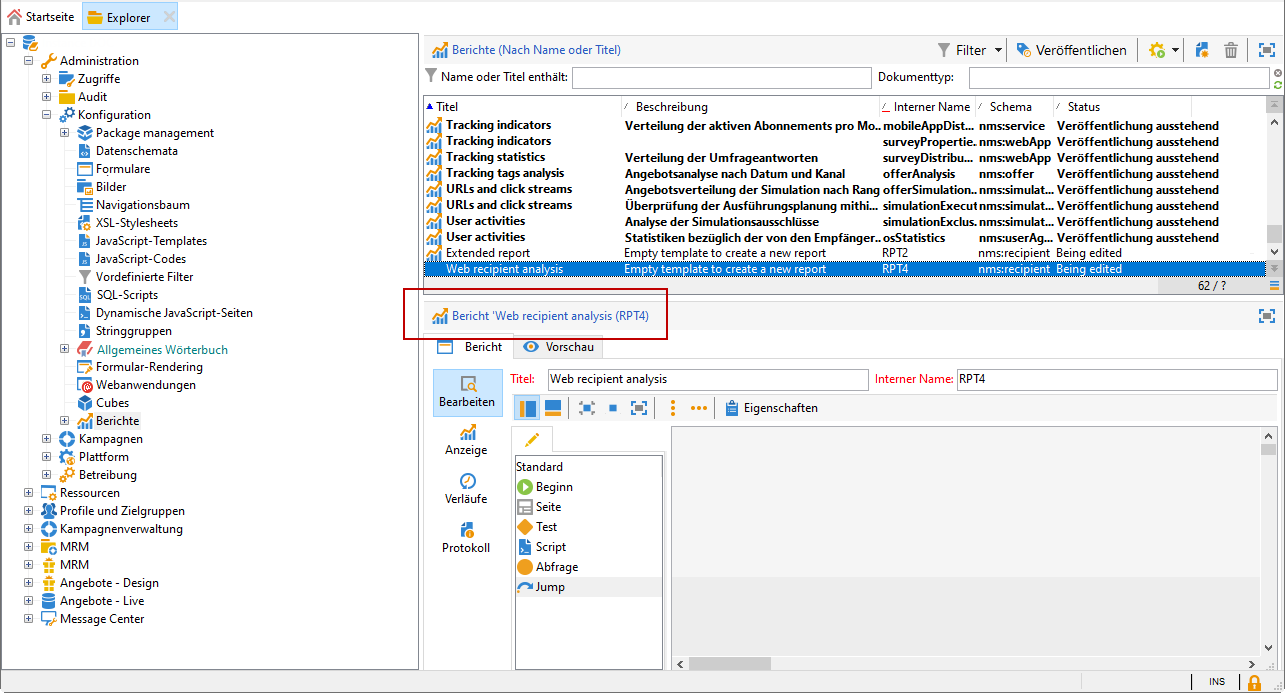 Startseite Explorer
Administration
Zugriffe
Audit
Konfiguration
Package management
Datenschemata
Formulare
Bilder
Navigationsbaum
XSL-Stylesheets
JavaScript-Templates
JavaScript-Codes
Vordefinierte Filter
SQL-Scripts
Dynamische JavaScript-Seiten
Stringgruppen
Allgemeines Wörterbuch
Formular-Rendering
Webanwendungen
Cubes
Berichte
Kampagnen
Plattform
Betreibung
Ressourcen
Profile und Zielgruppen
Kampagnenverwaltung
MRM
MRM
Angebote - Design
Angebote - Live
Message Center
Berichte (Nach Name oder Titel) Filter Veröffentlichen
Name oder Titel enthält: Dokumenttyp:
Titel Beschreibung Interner Name Schema Status
Tracking indicators Verteilung der aktiven Abonnements pro Mo... mobileAppDist... nms:service Veröffentlichung ausstehend
Tracking indicators surveyPropertie... nms:webApp Veröffentlichung ausstehend
Tracking statistics Verteilung der Umfrageantworten surveyDistribu... nms:webApp Veröffentlichung ausstehend
Tracking tags analysis Angebotsanalyse nach Datum und Kanal offerAnalysis nms:offer Veröffentlichung ausstehend
URLs and click streams Angebotsverteilung der Simulation nach Rang offerSimulation... nms:simulat... Veröffentlichung ausstehend
URLs and click streams Überprüfung der Ausführungsplanung mithi... simulationExecut nms:simulat... Veröffentlichung ausstehend
User activities Analyse der Simulationsausschlüsse simulationExclus. nms:simulat... Veröffentlichung ausstehend
User activities Statistiken bezüglich der von den Empfänger... osStatistics nms:userAg... Veröffentlichung ausstehend
Extended report Empty template to create a new report RPT2 nms:recipient Being edited
Web recipient analysis Empty template to create a new report RPT4 nms:recipient Being edited
62 / ?
Bericht 'Web recipient analysis (RPT4)
Bericht Vorschau
Bearbeiten
Anzeige
Verläufe
Protokoll
Titel: Web recipient analysis Interner Name: RPT4
Eigenschaften
Standard
Beginn
Seite
Test
Script
Abfrage
Jump
INS